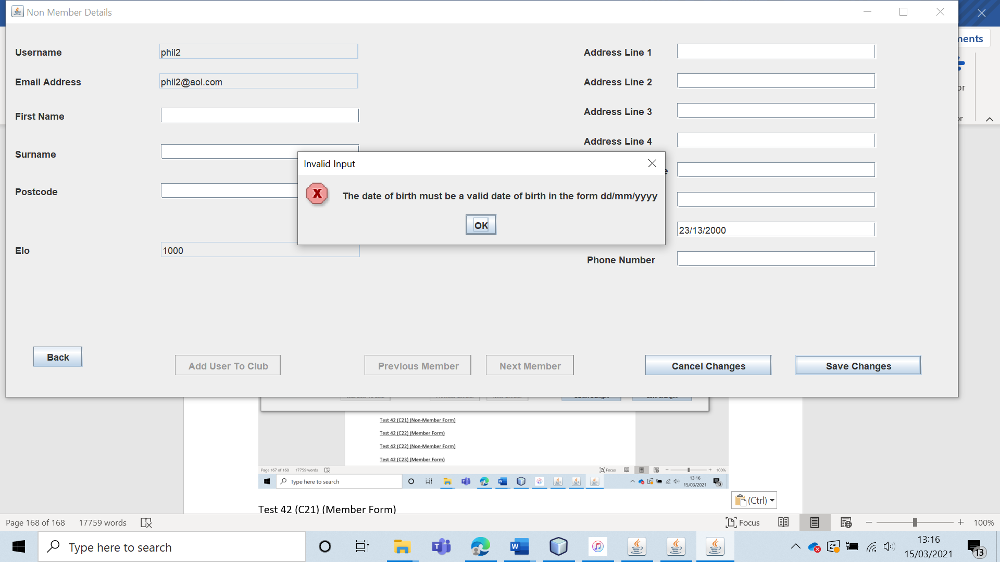 Non Member Details
ments
Username
phil2
Address Line 1
Email Address
phil2@aol.com
Address Line 2
or
First Name
Address Line 3
or
Surname
Address Line 4
Invalid Input
e
Postcode
The date of birth must be a valid date of birth in the form dd/mm/yyyy
OK
23/13/2000
Elo
1000
Phone Number
Back
Add User To Club
Previous Member
Next Member
Cancel Changes
Save Changes
Test 42 (C21) (Non-Member Form)
Test 42 (C22) (Member Form)
Test 42 (C22) (Non-Member Form)
Test 42 (C23) (Member Form)
Page 167 of 168 17759 words
Focus
100%
Type here to search
13:16
15/03/2021
13
(Ctrl)
Test 42 (C21) (Member Form)
Page 168 of 168 17759 words
Focus
100%
Type here to search
13:16
15/03/2021
13